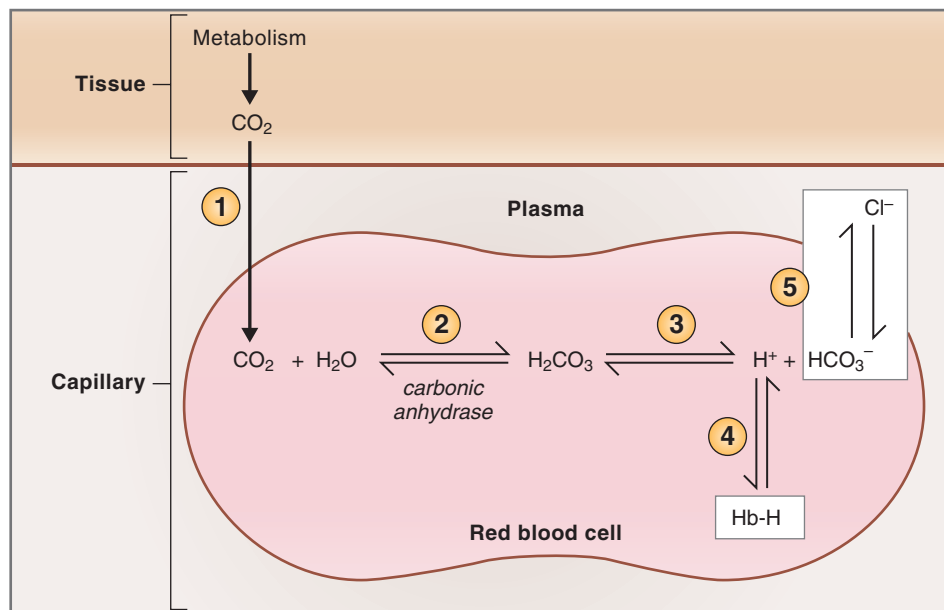 Metabolism
Tissue
CO₂
1
Plasma
Cl⁻
5
2
3
CO₂ + H₂O
H₂CO₃
H⁺ + HCO₃⁻
carbonic
anhydrase
Capillary
4
Hb-H
Red blood cell